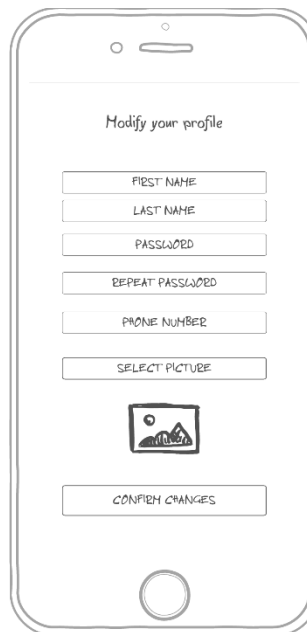 Modify your profile
FIRST NAME
LAST NAME
PASSWORD
REPEAT PASSWORD
PHONE NUMBER
SELECT PICTURE
CONFIRM CHANGES